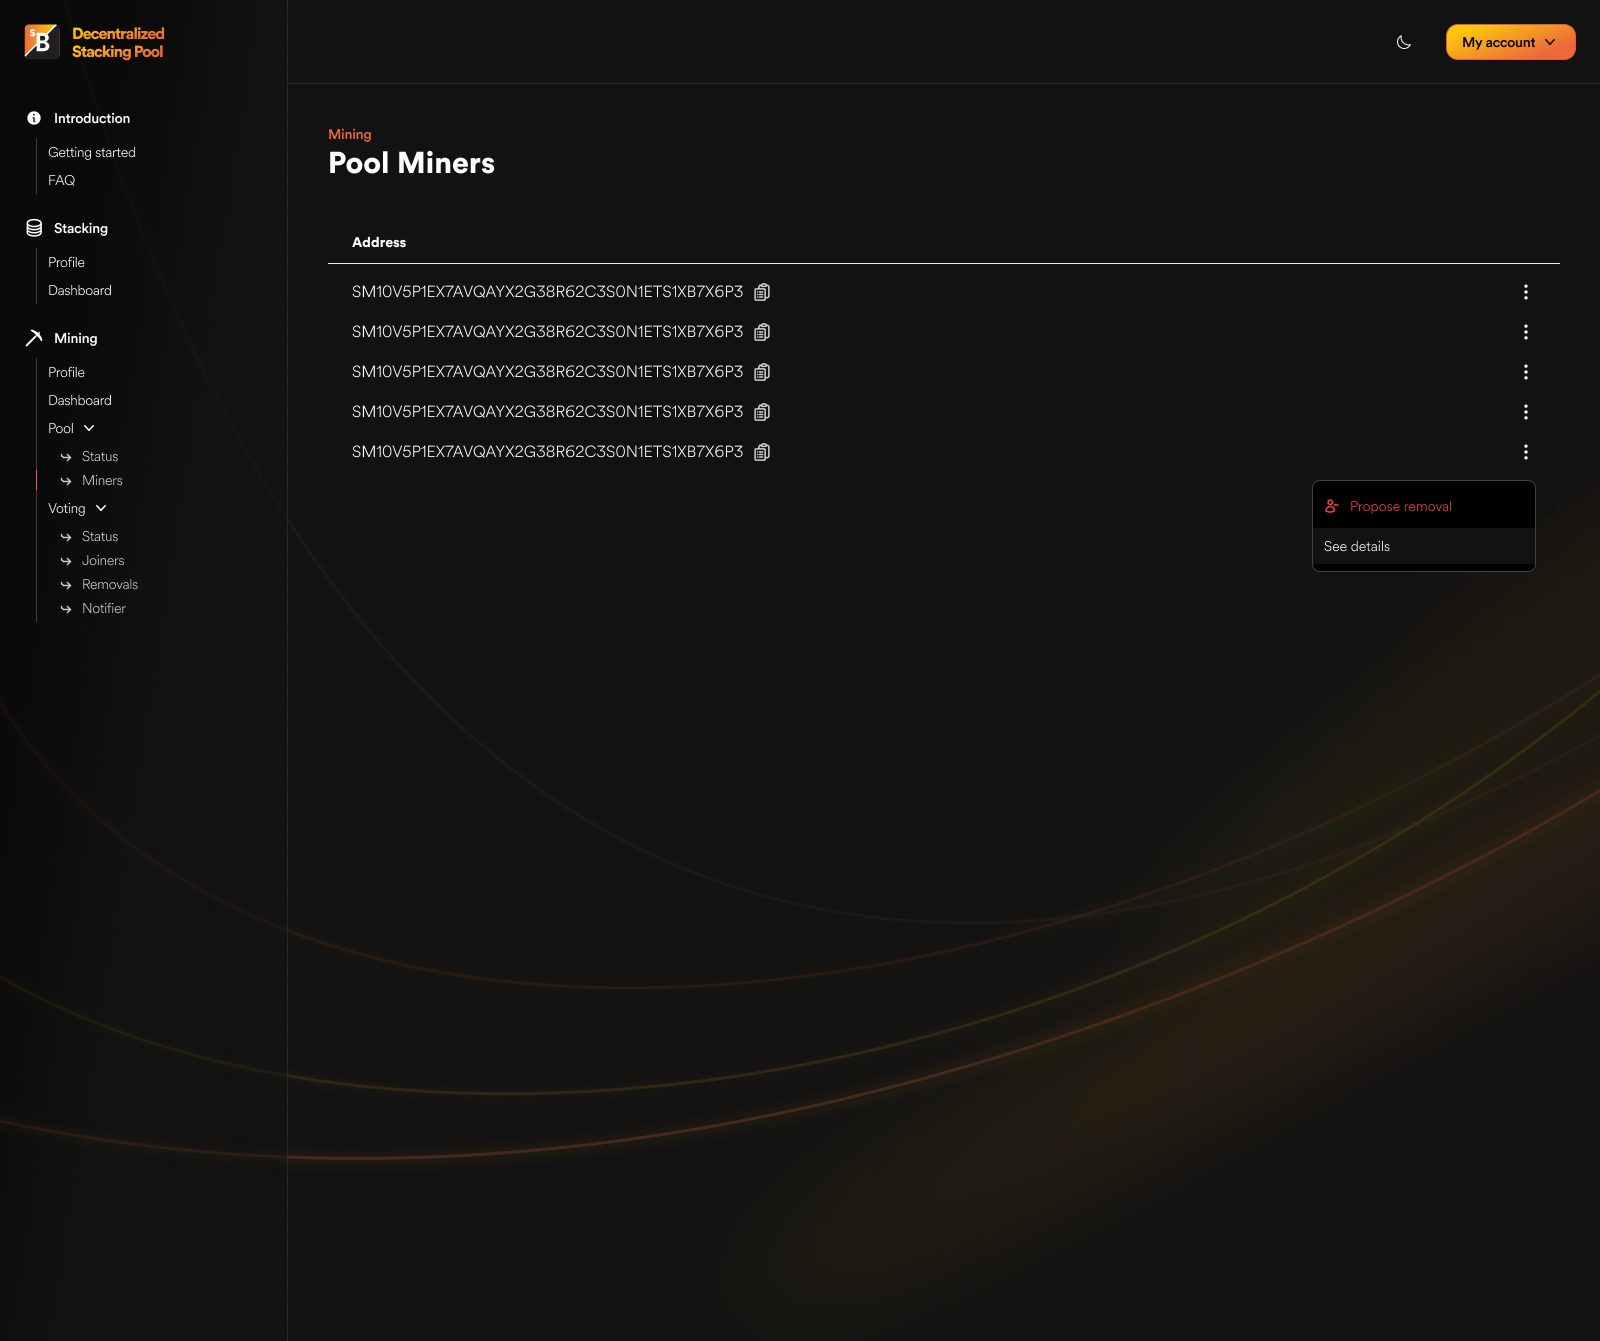 sB
Decentralized
Stacking Pool
My account
Introduction
Getting started
FAQ
Stacking
Profile
Dashboard
Mining
Profile
Dashboard
Pool
Status
Miners
Voting
Status
Joiners
Removals
Notifier
Mining
Pool Miners
Address
SM10V5P1EX7AVQAYX2G38R62C3S0N1ETS1XB7X6P3
SM10V5P1EX7AVQAYX2G38R62C3S0N1ETS1XB7X6P3
SM10V5P1EX7AVQAYX2G38R62C3S0N1ETS1XB7X6P3
SM10V5P1EX7AVQAYX2G38R62C3S0N1ETS1XB7X6P3
SM10V5P1EX7AVQAYX2G38R62C3S0N1ETS1XB7X6P3
Propose removal
See details